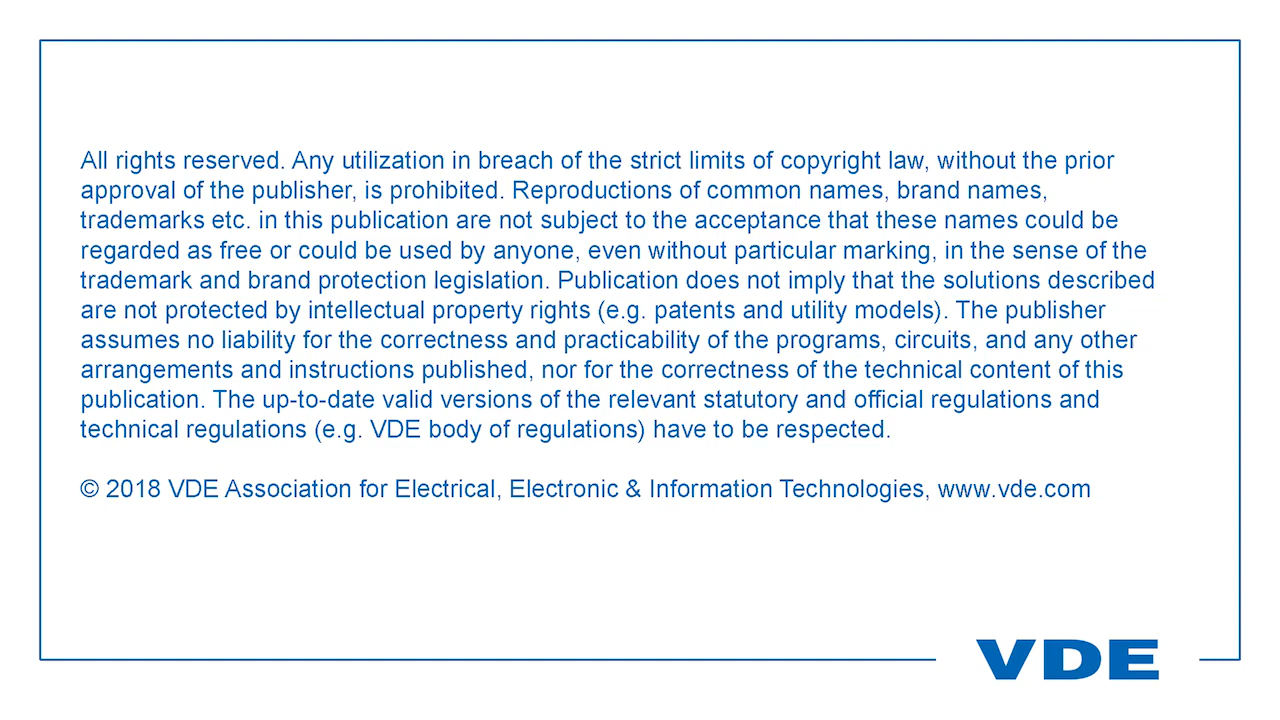 All rights reserved. Any utilization in breach of the strict limits of copyright law, without the prior
approval of the publisher, is prohibited. Reproductions of common names, brand names,
trademarks etc. in this publication are not subject to the acceptance that these names could be
regarded as free or could be used by anyone, even without particular marking, in the sense of the
trademark and brand protection legislation. Publication does not imply that the solutions described
are not protected by intellectual property rights (e.g. patents and utility models). The publisher
assumes no liability for the correctness and practicability of the programs, circuits, and any other
arrangements and instructions published, nor for the correctness of the technical content of this
publication. The up-to-date valid versions of the relevant statutory and official regulations and
technical regulations (e.g. VDE body of regulations) have to be respected.
© 2018 VDE Association for Electrical, Electronic & Information Technologies, www.vde.com
VDE